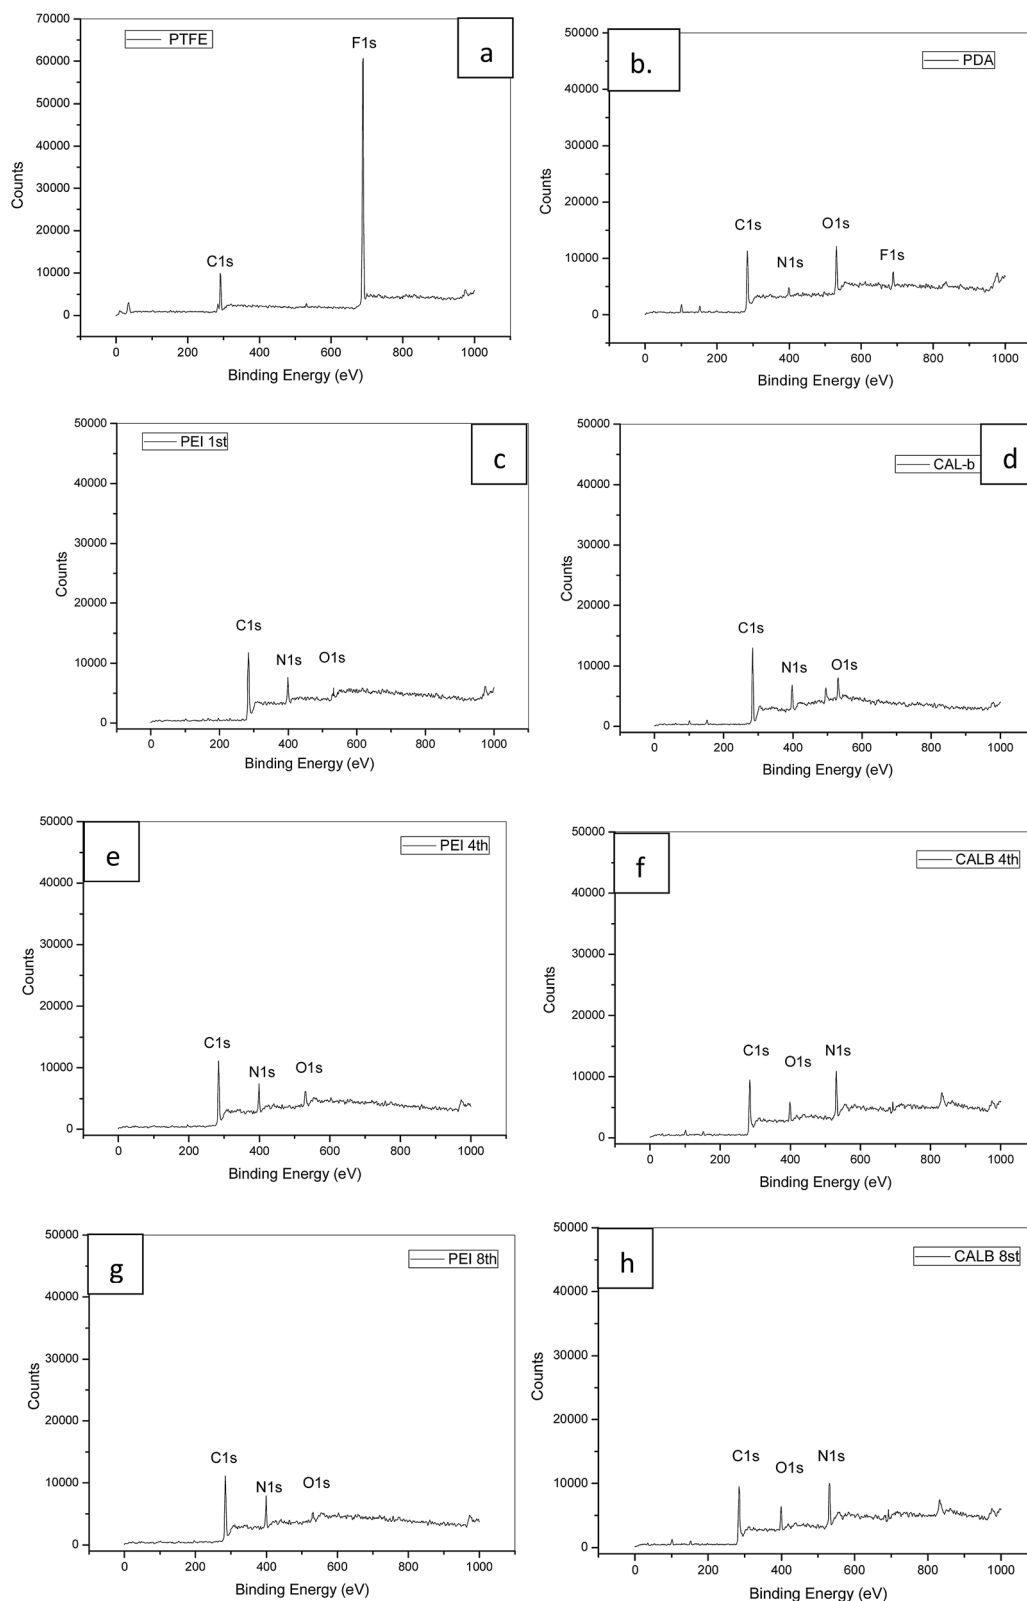 a
PTFE
F1s
C1s
70000
60000
50000
40000
30000
20000
10000
0
Counts
0 200 400 600 800 1000
Binding Energy (eV)
b.
PDA
C1s
N1s
O1s
F1s
50000
40000
30000
20000
10000
0
Counts
0 200 400 600 800 1000
Binding Energy (eV)
c
PEI 1st
C1s
N1s
O1s
50000
40000
30000
20000
10000
0
Counts
0 200 400 600 800 1000
Binding Energy (eV)
d
CAL-b
C1s
N1s
O1s
50000
40000
30000
20000
10000
0
Counts
0 200 400 600 800 1000
Binding Energy (eV)
e
PEI 4th
C1s
N1s
O1s
50000
40000
30000
20000
10000
0
Counts
0 200 400 600 800 1000
Binding Energy (eV)
f
CALB 4th
C1s
O1s
N1s
50000
40000
30000
20000
10000
0
Counts
0 200 400 600 800 1000
Binding Energy (eV)
g
PEI 8th
C1s
N1s
O1s
50000
40000
30000
20000
10000
0
Counts
0 200 400 600 800 1000
Binding Energy (eV)
h
CALB 8st
C1s
O1s
N1s
50000
40000
30000
20000
10000
0
Counts
0 200 400 600 800 1000
Binding Energy (eV)